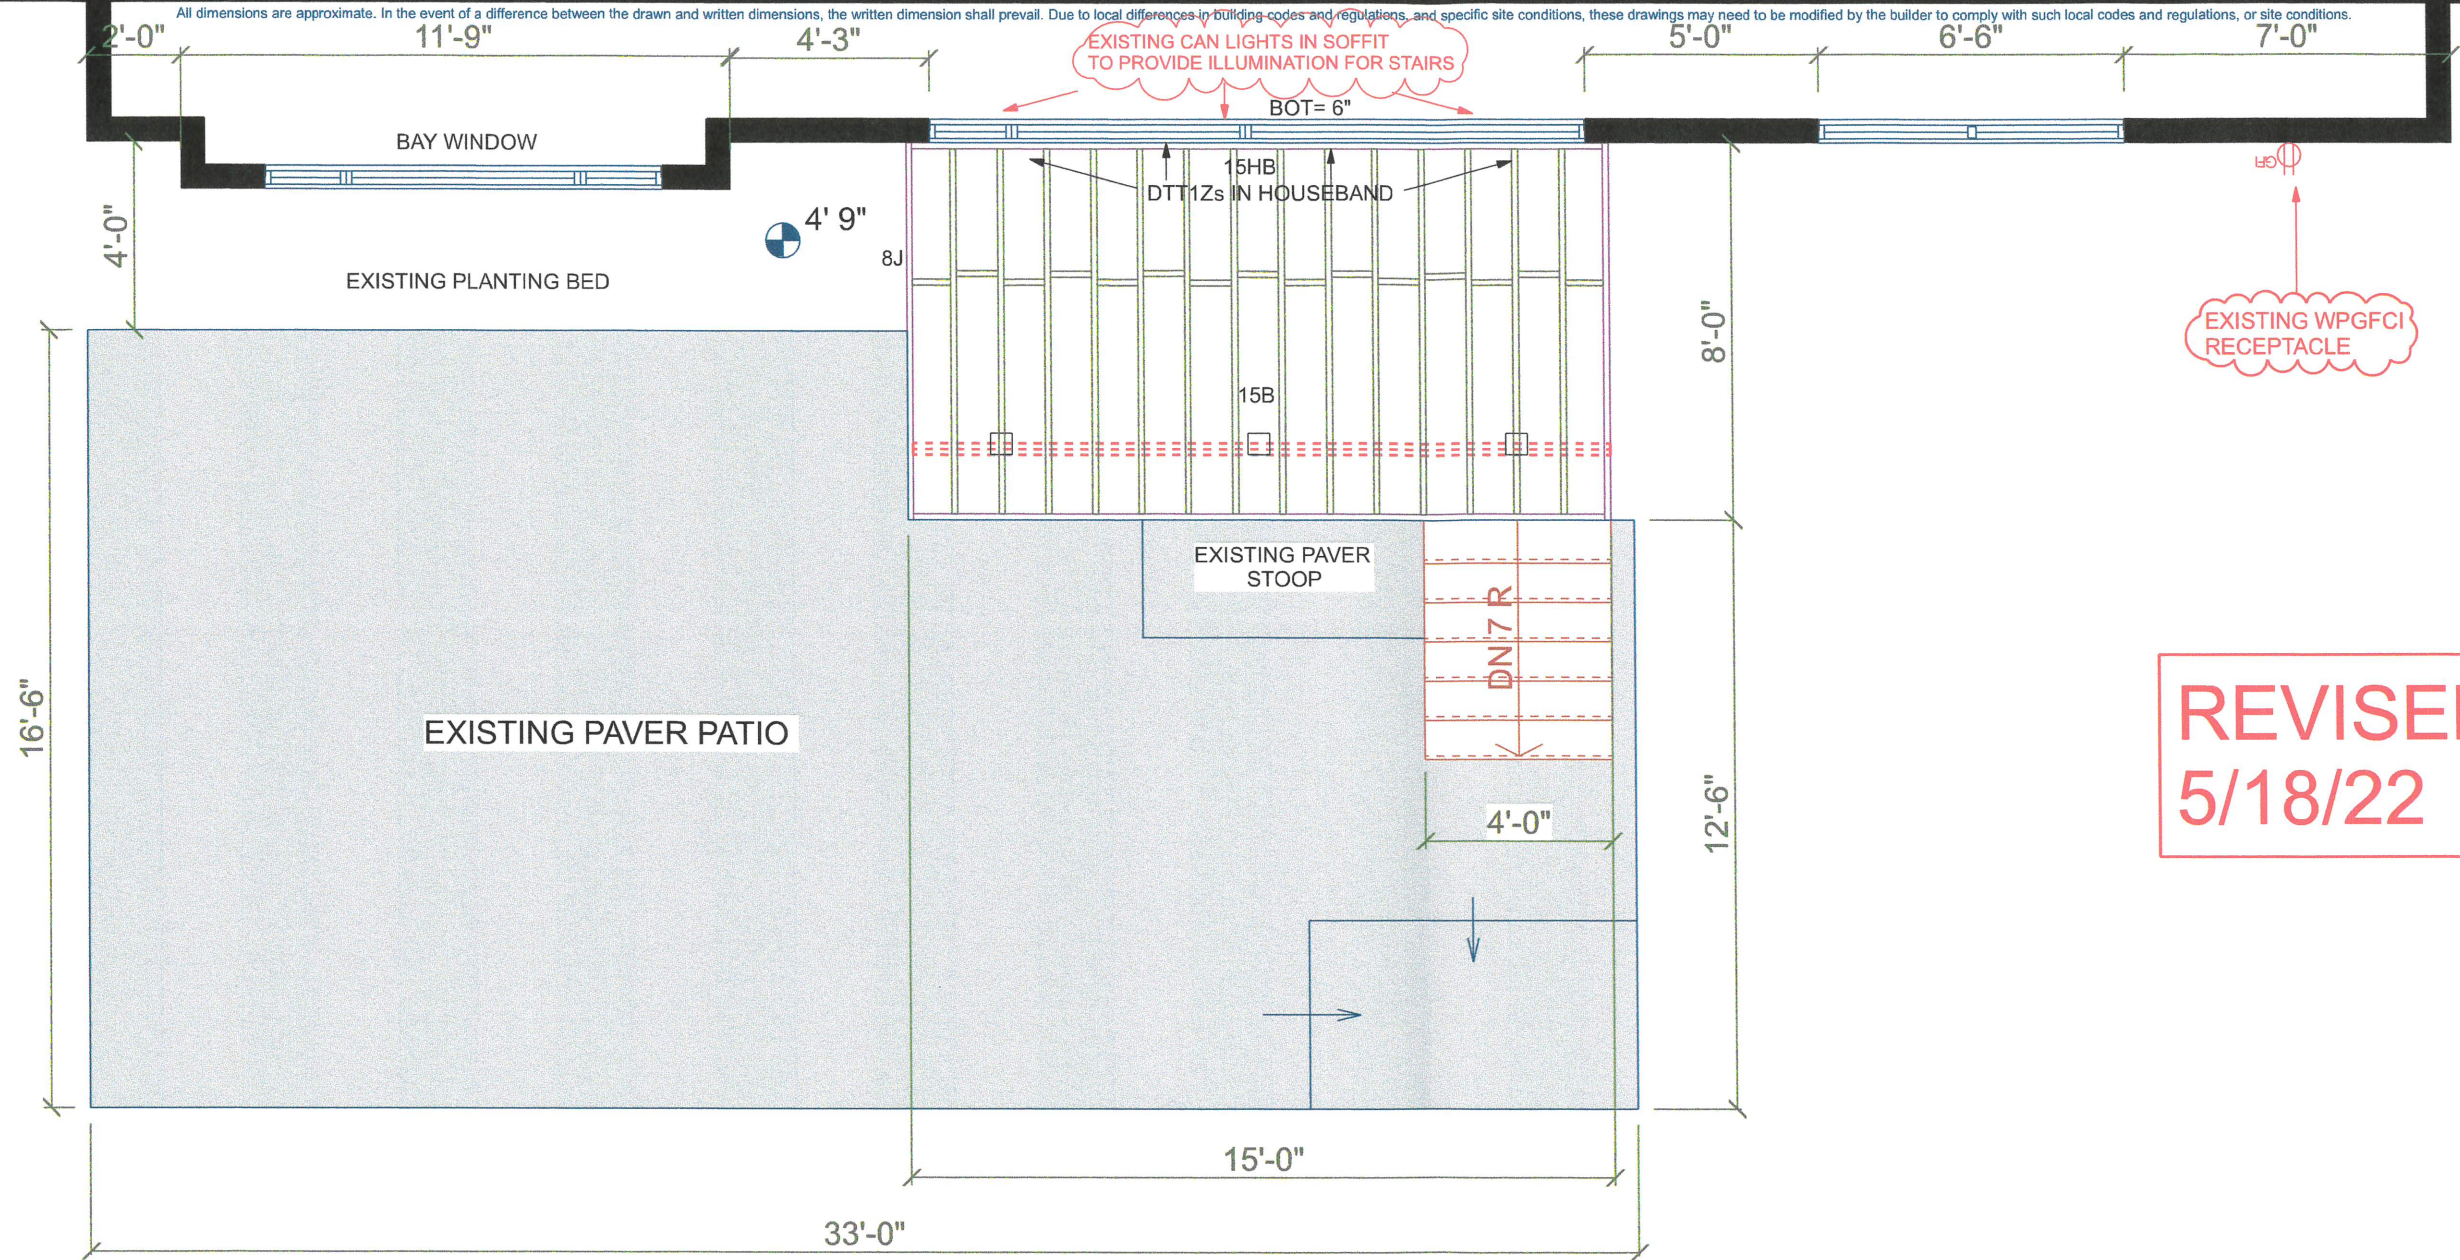 All dimensions are approximate. In the event of a difference between the drawn and written dimensions, the written dimension shall prevail. Due to local differences in building codes and regulations, and specific site conditions, these drawings may need to be modified by the builder to comply with such local codes and regulations, or site conditions.
2'-0"
11'-9"
4'-3"
EXISTING CAN LIGHTS IN SOFFIT
TO PROVIDE ILLUMINATION FOR STAIRS
5'-0"
6'-6"
7'-0"
BOT= 6"
BAY WINDOW
15HB
DTT1Zs IN HOUSEBAND
GFI
4'-0"
4' 9"
8J
EXISTING PLANTING BED
8'-0"
EXISTING WPGFCI
RECEPTACLE
15B
EXISTING PAVER
STOOP
DN 7 R
16'-6"
EXISTING PAVER PATIO
REVISE
5/18/22
4'-0"
12'-6"
15'-0"
33'-0"